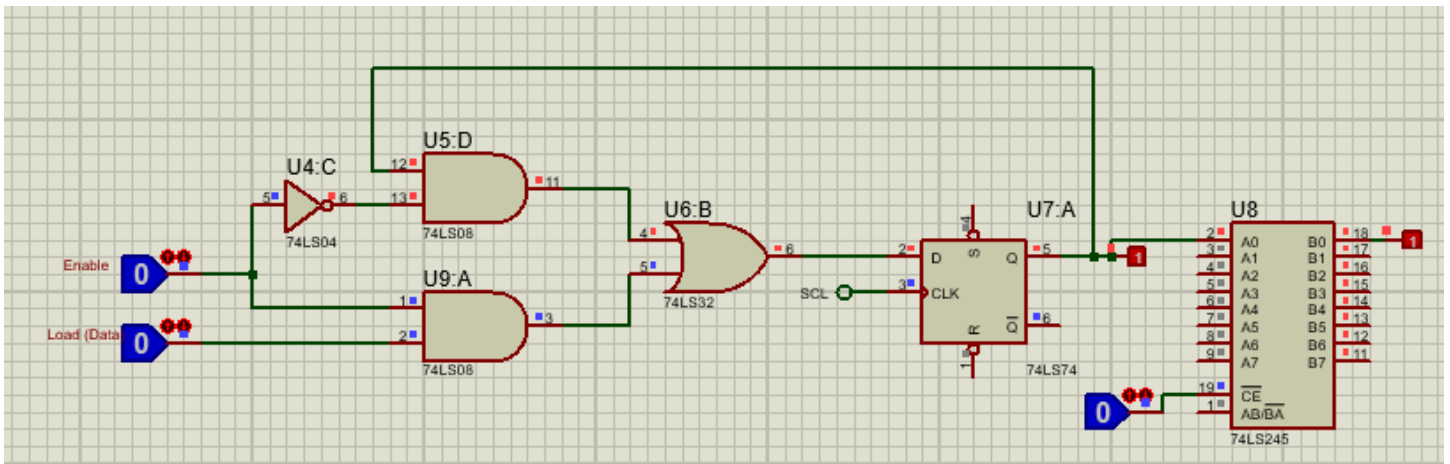 U5:D
12
13
11
74LS08
U4:C
5
6
74LS04
Enable
0
Load (Data
0
U9:A
1
2
3
74LS08
U6:B
4
5
6
74LS32
SCL
U7:A
4
2 D S Q 5
3 CLK
R Q 6
1
74LS74
1
U8
2 A0 B0 18
3 A1 B1 17
4 A2 B2 16
5 A3 B3 15
6 A4 B4 14
7 A5 B5 13
8 A6 B6 12
9 A7 B7 11
19 CE
1 AB/BA
74LS245
0
1